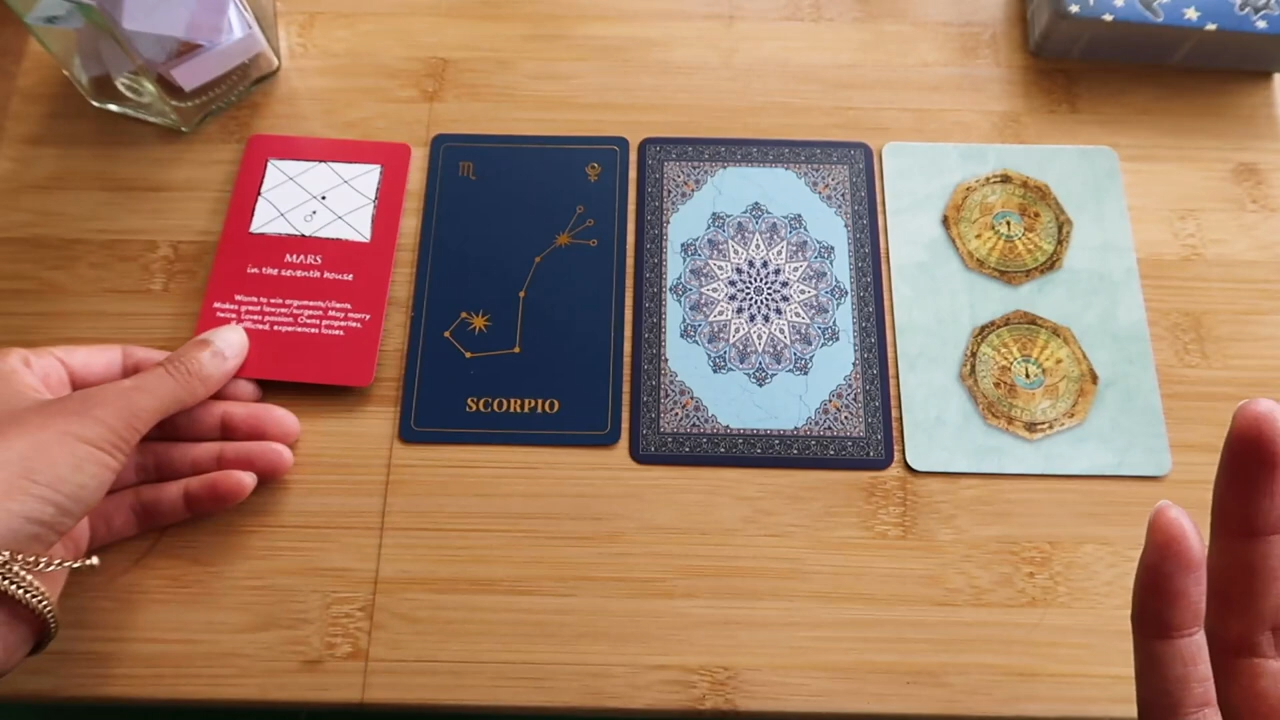 MARS
in the seventh house
Wants to win arguments/clients.
Makes great lawyer/surgeon. May marry
twice. Loves passion. Owns properties.
afflicted, experiences losses.
SCORPIO